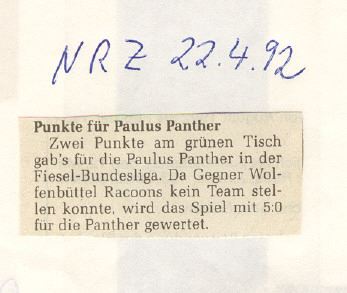 NRZ 22.4.92
Punkte für Paulus Panther
Zwei Punkte am grünen Tisch
gab's für die Paulus Panther in der
Fiesel-Bundesliga. Da Gegner Wol-
fenbüttel Racoons kein Team stel-
len konnte, wird das Spiel mit 5:0
für die Panther gewertet.